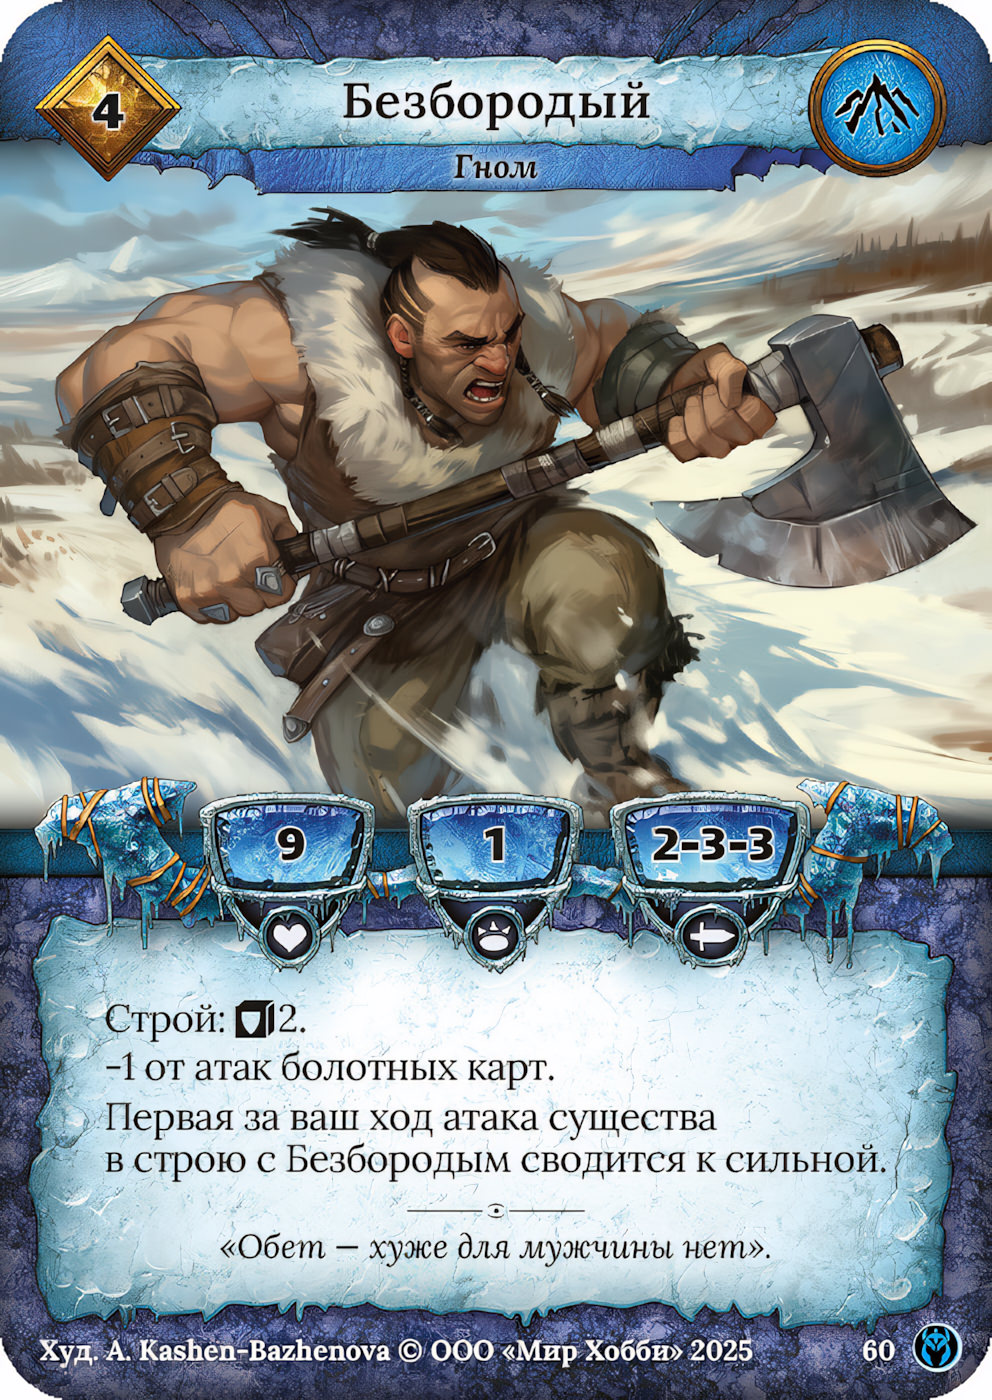 4
Безбородый
Гном
9
1
2-3-3
Строй: 2.
-1 от атак болотных карт.
Первая за ваш ход атака существа
в строю с Безбородым сводится к сильной.
«Обет — хуже для мужчины нет».
Худ. A. Kashen-Bazhenova © ООО «Мир Хобби» 2025
60